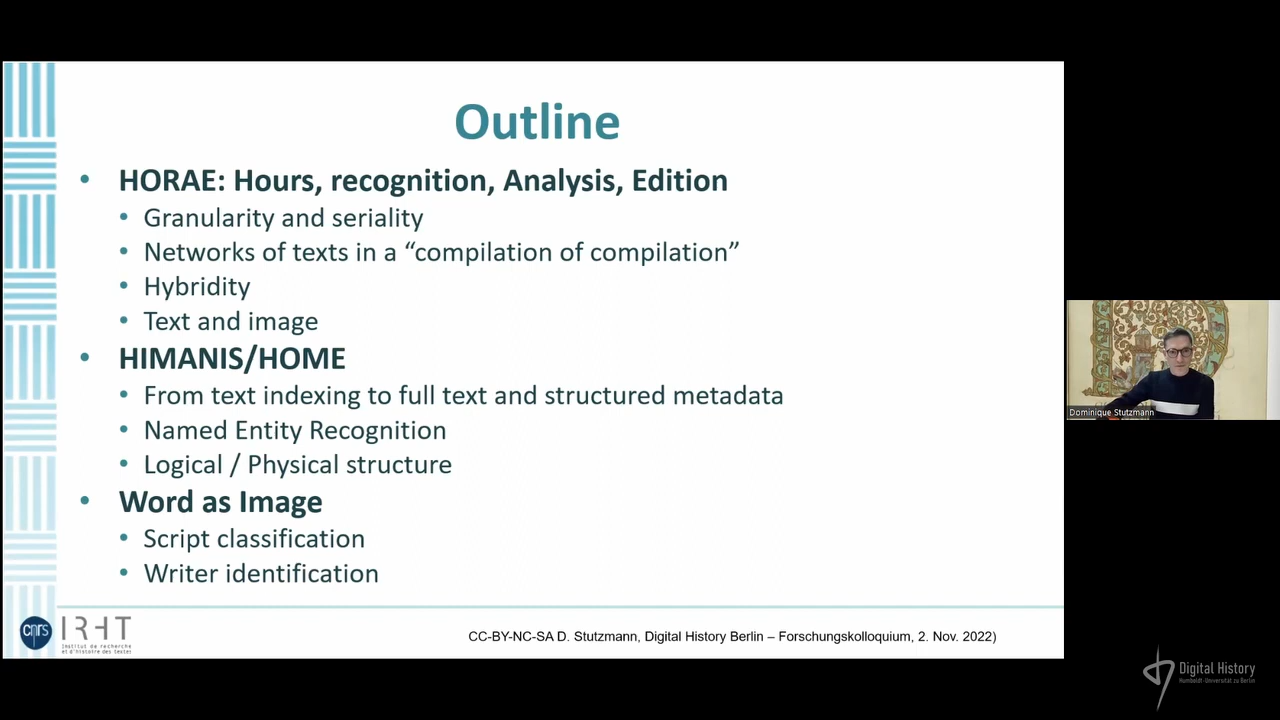 Outline
• HORAE: Hours, recognition, Analysis, Edition
• Granularity and seriality
• Networks of texts in a “compilation of compilation”
• Hybridity
• Text and image
• HIMANIS/HOME
• From text indexing to full text and structured metadata
• Named Entity Recognition
• Logical / Physical structure
• Word as Image
• Script classification
• Writer identification
cnrs
IRHT
Institut de recherche
et d'histoire des textes
CC-BY-NC-SA D. Stutzmann, Digital History Berlin – Forschungskolloquium, 2. Nov. 2022)
Dominique Stutzmann
Digital History
Humboldt-Universität zu Berlin